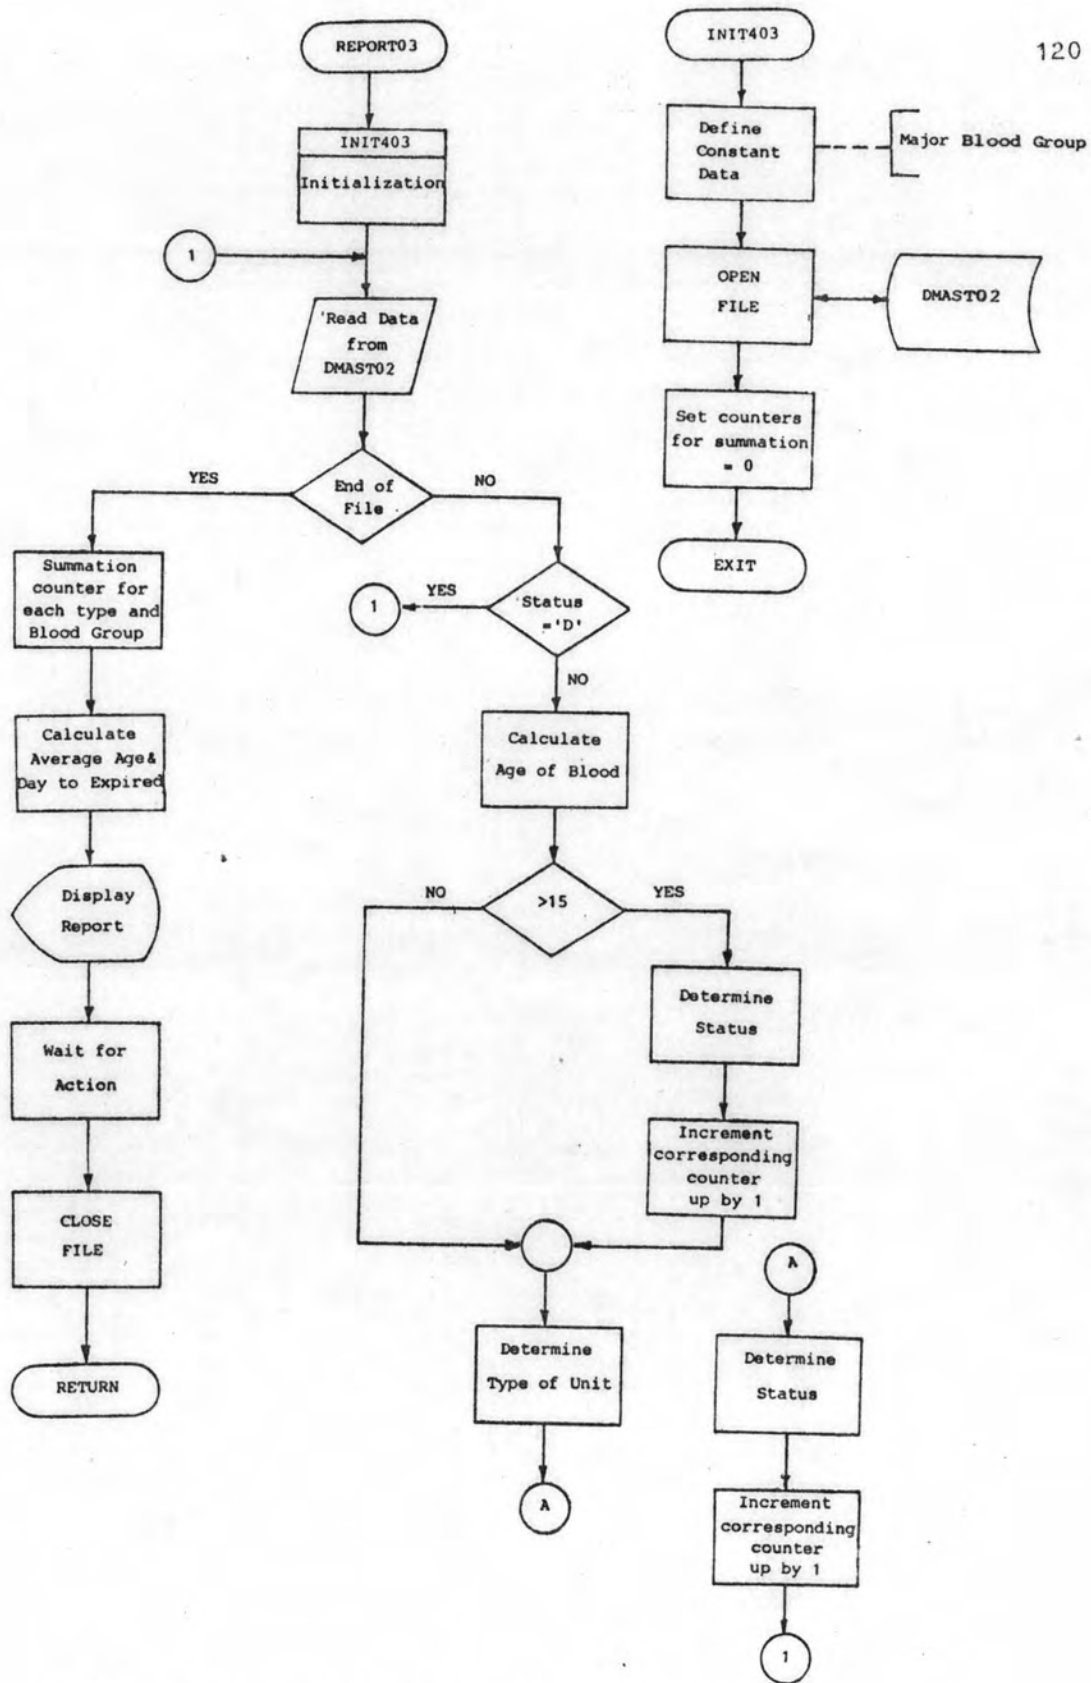 120
REPORT03
INIT403
Initialization
1
'Read Data
from
DMAST02
End of
File
YES
NO
Summation
counter for
each type and
Blood Group
Calculate
Average Age&
Day to Expired
Display
Report
Wait for
Action
CLOSE
FILE
RETURN
Status
='D'
YES
1
NO
Calculate
Age of Blood
>15
NO
YES
Determine
Status
Increment
corresponding
counter
up by 1
Determine
Type of Unit
A
A
Determine
Status
Increment
corresponding
counter
up by 1
1
INIT403
Define
Constant
Data
Major Blood Group
OPEN
FILE
DMAST02
Set counters
for summation
= 0
EXIT